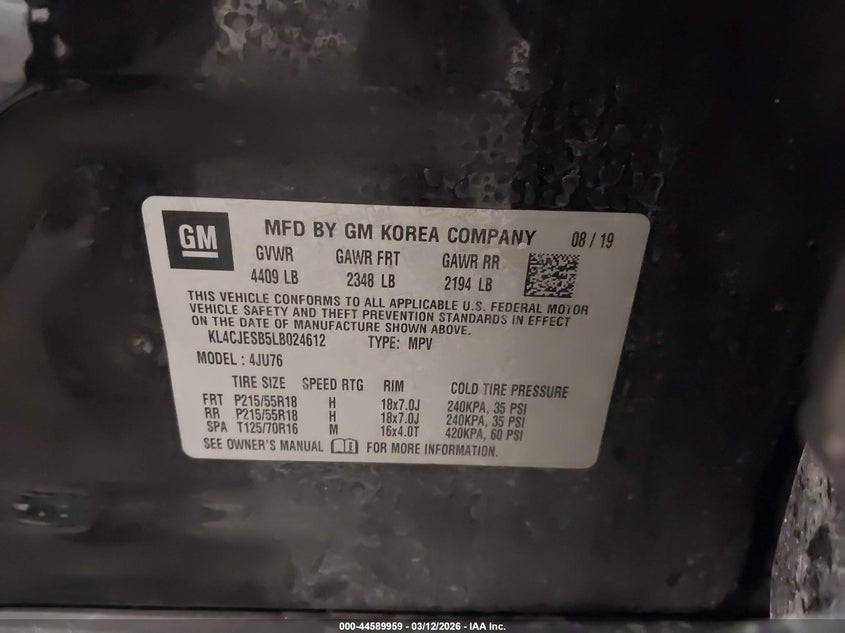 GM
MFD BY GM KOREA COMPANY 08 / 19
GVWR GAWR FRT GAWR RR
4409 LB 2348 LB 2194 LB
THIS VEHICLE CONFORMS TO ALL APPLICABLE U.S. FEDERAL MOTOR
VEHICLE SAFETY AND THEFT PREVENTION STANDARDS IN EFFECT
ON THE DATE OF MANUFACTURE SHOWN ABOVE.
KL4CJESB5LB024612 TYPE: MPV
MODEL : 4JU76
TIRE SIZE SPEED RTG RIM COLD TIRE PRESSURE
FRT P215/55R18 H 18x7.0J 240KPA, 35 PSI
RR P215/55R18 H 18x7.0J 240KPA, 35 PSI
SPA T125/70R16 M 16x4.0T 420KPA, 60 PSI
SEE OWNER'S MANUAL FOR MORE INFORMATION.
000-44589959 - 03/12/2026 - IAA Inc.